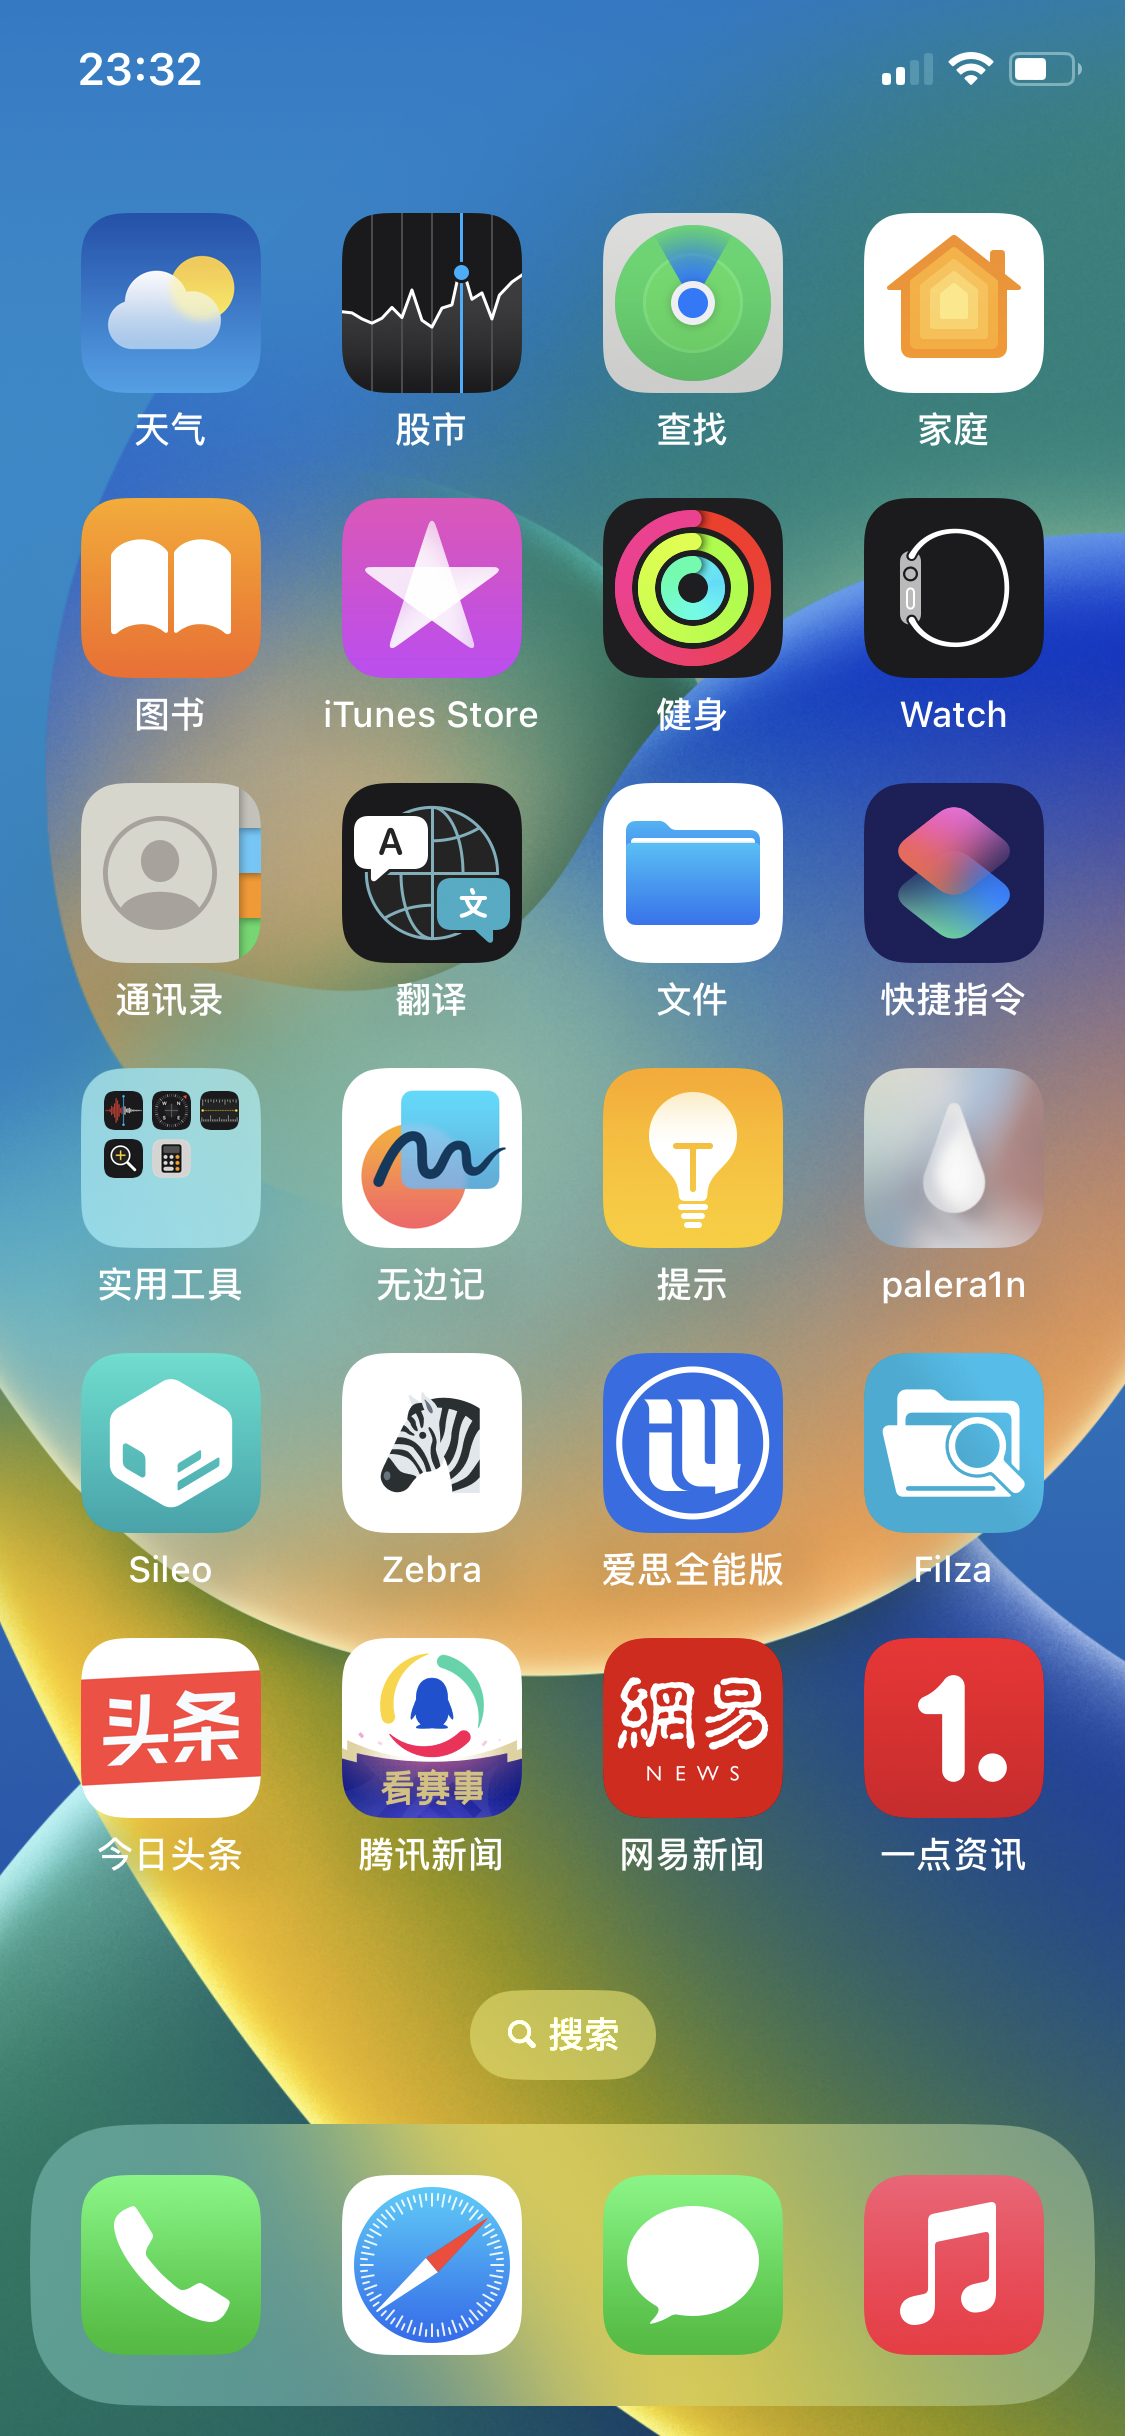 23:32
天气
股市
查找
家庭
图书
iTunes Store
健身
Watch
A
文
通讯录
翻译
文件
快捷指令
实用工具
无边记
提示
palera1n
Sileo
Zebra
爱思全能版
Filza
头条
看赛事
網易
NEWS
1.
今日头条
腾讯新闻
网易新闻
一点资讯
搜索